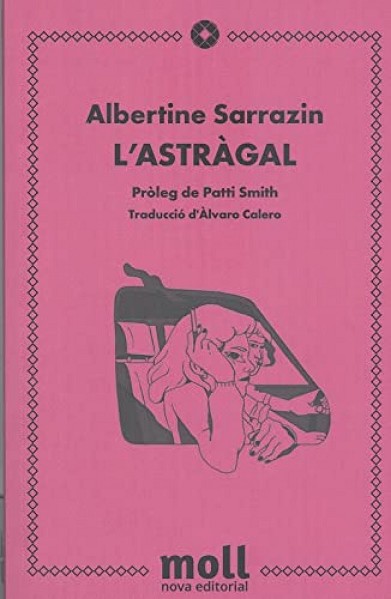 Albertine Sarrazin
L'ASTRÀGAL
Pròleg de Patti Smith
Traducció d'Àlvaro Calero
moll
nova editorial